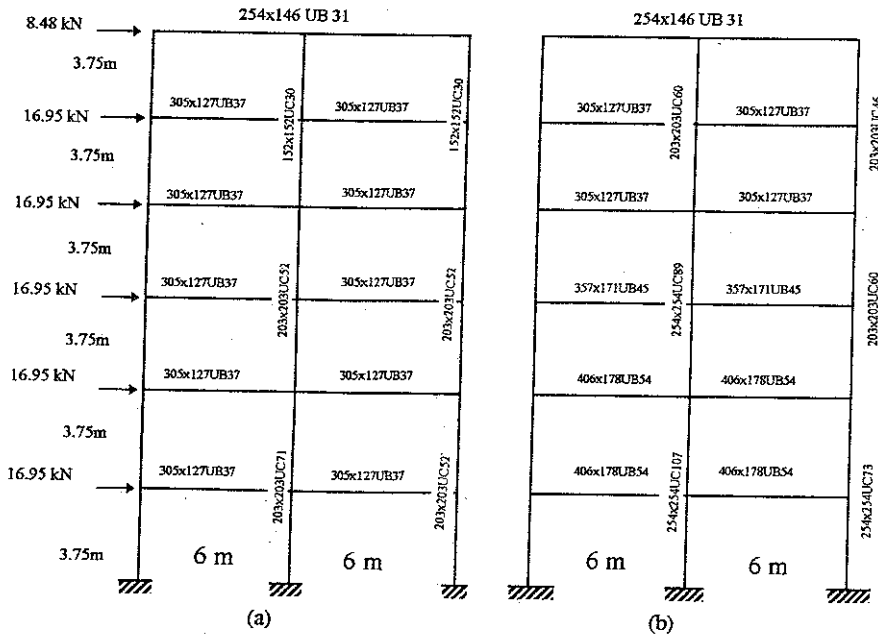 254x146 UB 31
254x146 UB 31
8.48 kN
3.75m
305x127UB37
305x127UB37
152x152UC30
152x152UC30
305x127UB37
203x203UC60
305x127UB37
203x203UC46
16.95 kN
3.75m
305x127UB37
305x127UB37
305x127UB37
305x127UB37
16.95 kN
3.75m
305x127UB37
203x203UC52
305x127UB37
203x203UC52
357x171UB45
254x254UC89
357x171UB45
203x203UC60
16.95 kN
3.75m
305x127UB37
305x127UB37
406x178UB54
406x178UB54
16.95 kN
3.75m
305x127UB37
203x203UC71
305x127UB37
203x203UC52
406x178UB54
254x254UC107
406x178UB54
254x254UC73
16.95 kN
3.75m
6 m
6 m
6 m
6 m
(a)
(b)